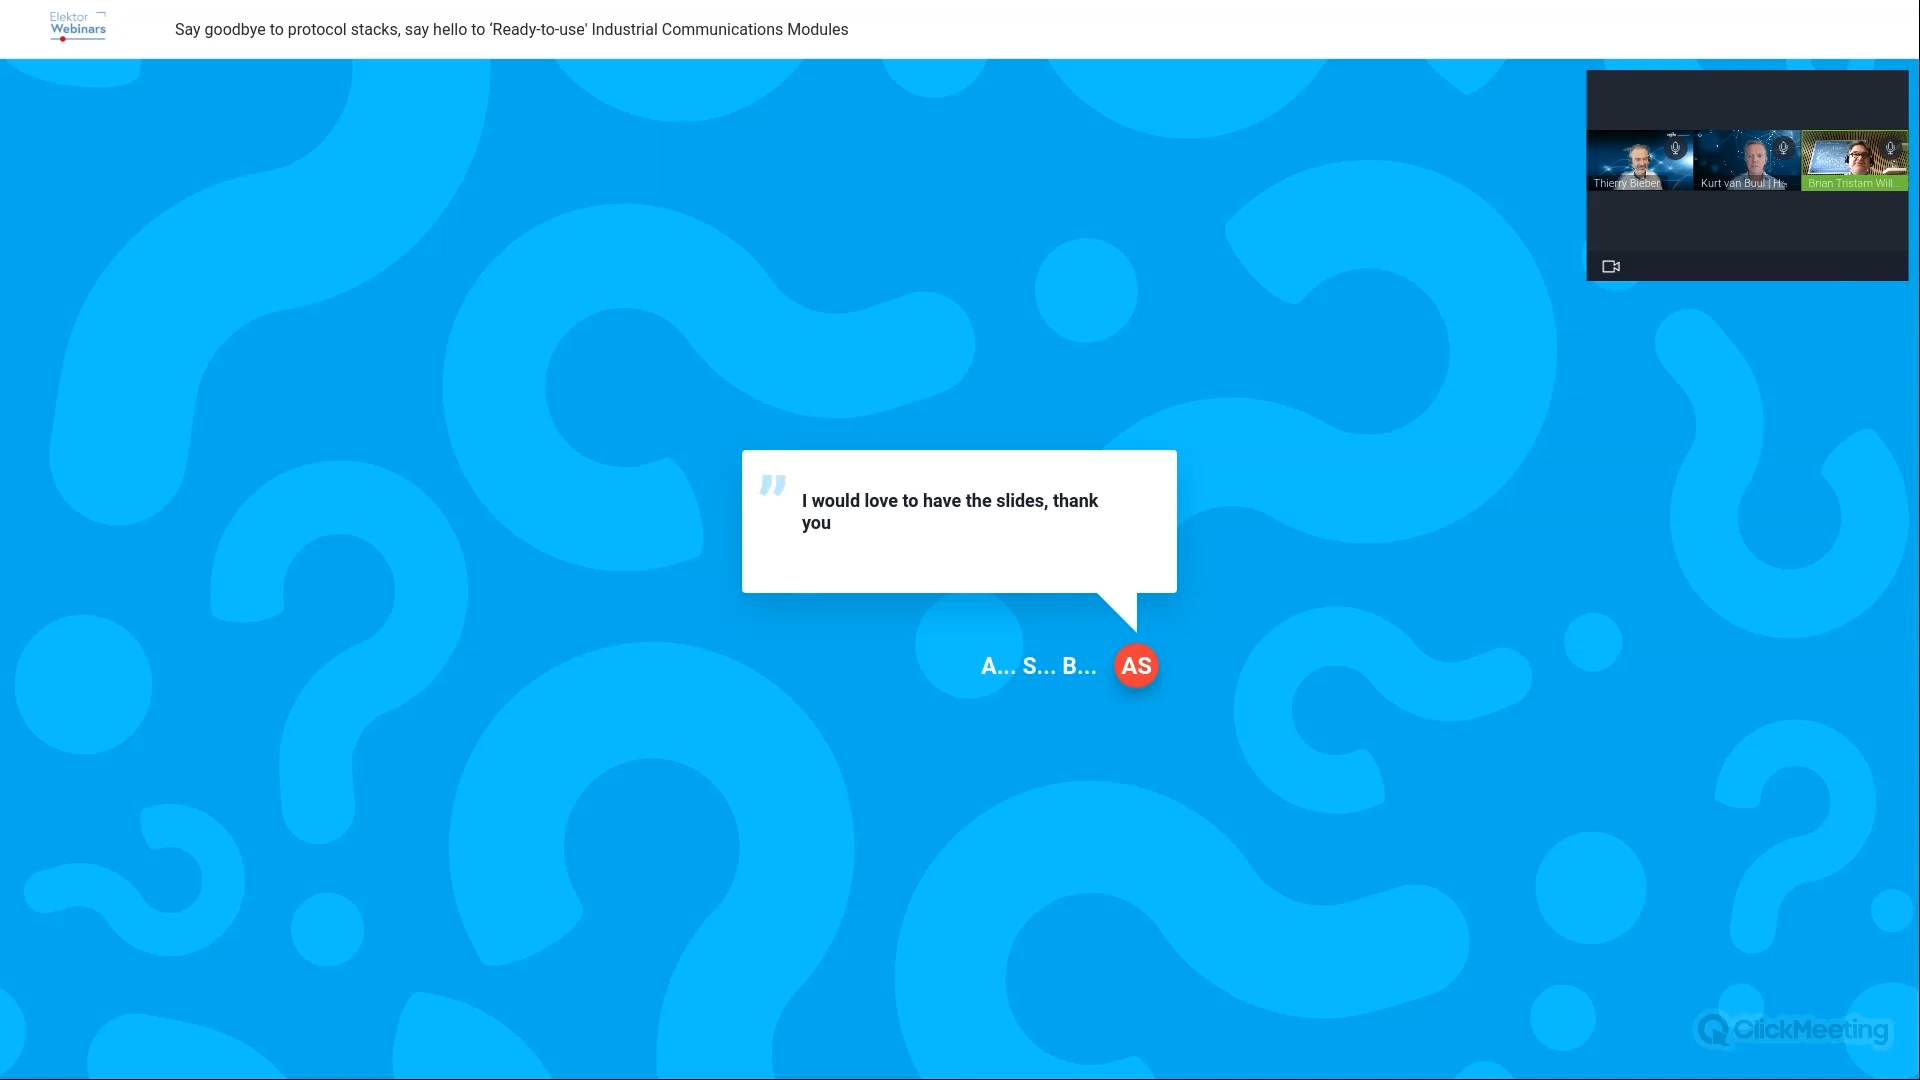 Elektor
Webinars
Say goodbye to protocol stacks, say hello to ‘Ready-to-use' Industrial Communications Modules
Thierry Bieber
Kurt van Buul | H...
Brian Tristam Will...
I would love to have the slides, thank
you
A... S... B...
AS
ClickMeeting